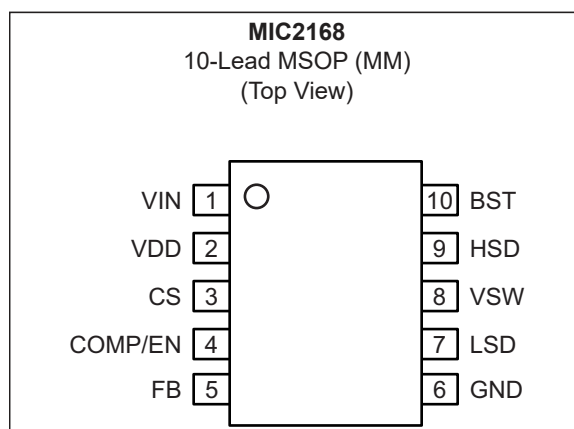 MIC2168
10-Lead MSOP (MM)
(Top View)
VIN 1 10 BST
VDD 2 9 HSD
CS 3 8 VSW
COMP/EN 4 7 LSD
FB 5 6 GND